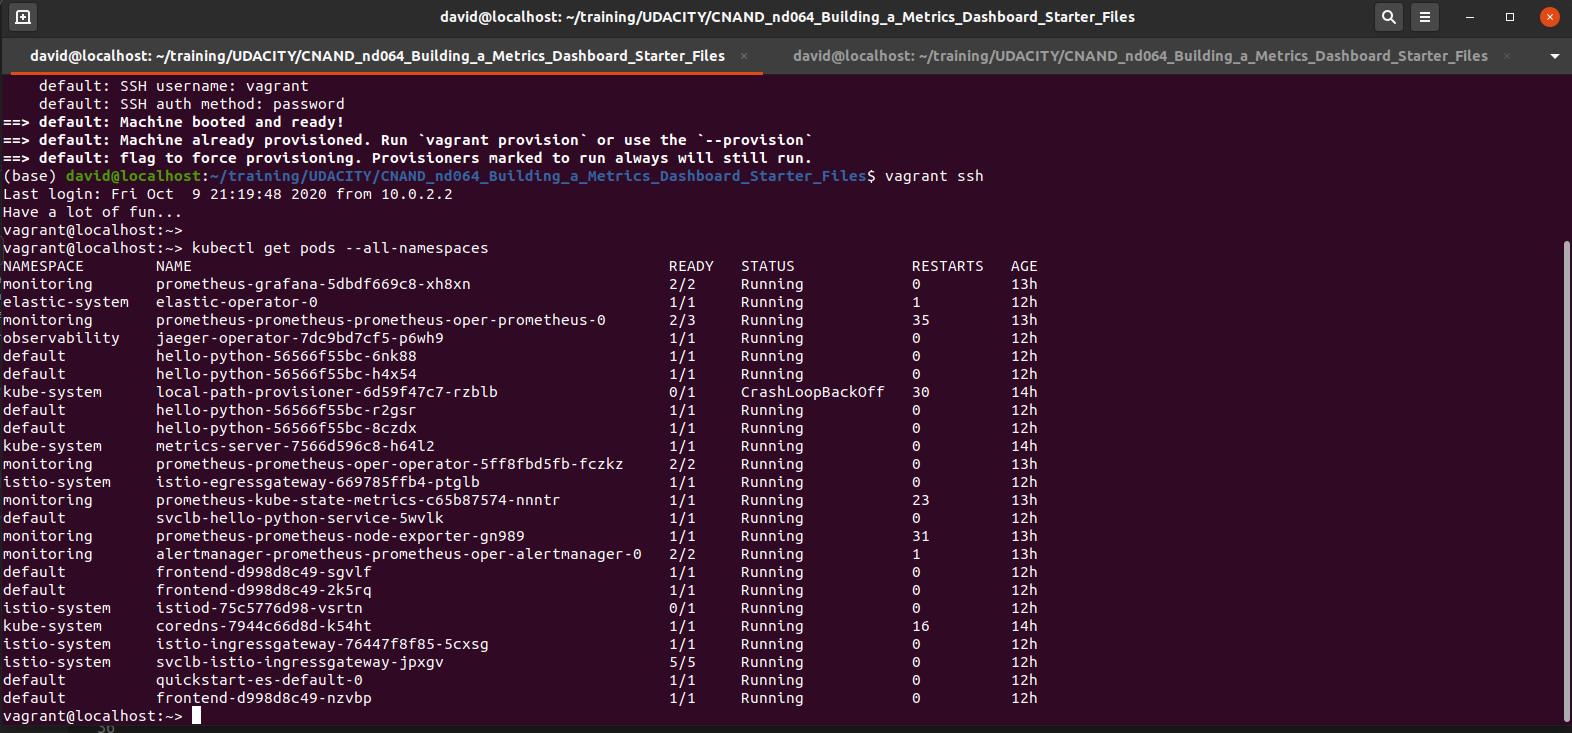 david@localhost: ~/training/UDACITY/CNAND_nd064_Building_a_Metrics_Dashboard_Starter_Files
david@localhost: ~/training/UDACITY/CNAND_nd064_Building_a_Metrics_Dashboard_Starter_Files × david@localhost: ~/training/UDACITY/CNAND_nd064_Building_a_Metrics_Dashboard_Starter_Files ×
    default: SSH username: vagrant
    default: SSH auth method: password
==> default: Machine booted and ready!
==> default: Machine already provisioned. Run `vagrant provision` or use the `--provision`
==> default: flag to force provisioning. Provisioners marked to run always will still run.
(base) david@localhost:~/training/UDACITY/CNAND_nd064_Building_a_Metrics_Dashboard_Starter_Files$ vagrant ssh
Last login: Fri Oct  9 21:19:48 2020 from 10.0.2.2
Have a lot of fun...
vagrant@localhost:~>
vagrant@localhost:~> kubectl get pods --all-namespaces
NAMESPACE        NAME                                                     READY   STATUS             RESTARTS   AGE
monitoring       prometheus-grafana-5dbdf669c8-xh8xn                      2/2     Running            0          13h
elastic-system   elastic-operator-0                                       1/1     Running            1          12h
monitoring       prometheus-prometheus-prometheus-oper-prometheus-0       2/3     Running            35         13h
observability    jaeger-operator-7dc9bd7cf5-p6wh9                         1/1     Running            0          12h
default          hello-python-56566f55bc-6nk88                            1/1     Running            0          12h
default          hello-python-56566f55bc-h4x54                            1/1     Running            0          12h
kube-system      local-path-provisioner-6d59f47c7-rzblb                   0/1     CrashLoopBackOff   30         14h
default          hello-python-56566f55bc-r2gsr                            1/1     Running            0          12h
default          hello-python-56566f55bc-8czdx                            1/1     Running            0          12h
kube-system      metrics-server-7566d596c8-h64l2                          1/1     Running            0          14h
monitoring       prometheus-prometheus-oper-operator-5ff8fbd5fb-fczkz     2/2     Running            0          13h
istio-system     istio-egressgateway-669785ffb4-ptglb                     1/1     Running            0          12h
monitoring       prometheus-kube-state-metrics-c65b87574-nnntr            1/1     Running            23         13h
default          svclb-hello-python-service-5wvlk                         1/1     Running            0          12h
monitoring       prometheus-prometheus-node-exporter-gn989                1/1     Running            31         13h
monitoring       alertmanager-prometheus-prometheus-oper-alertmanager-0   2/2     Running            1          13h
default          frontend-d998d8c49-sgvlf                                 1/1     Running            0          12h
default          frontend-d998d8c49-2k5rq                                 1/1     Running            0          12h
istio-system     istiod-75c5776d98-vsrtn                                  0/1     Running            0          12h
kube-system      coredns-7944c66d8d-k54ht                                 1/1     Running            16         14h
istio-system     istio-ingressgateway-76447f8f85-5cxsg                    1/1     Running            0          12h
istio-system     svclb-istio-ingressgateway-jpxgv                         5/5     Running            0          12h
default          quickstart-es-default-0                                  1/1     Running            0          12h
default          frontend-d998d8c49-nzvbp                                 1/1     Running            0          12h
vagrant@localhost:~>